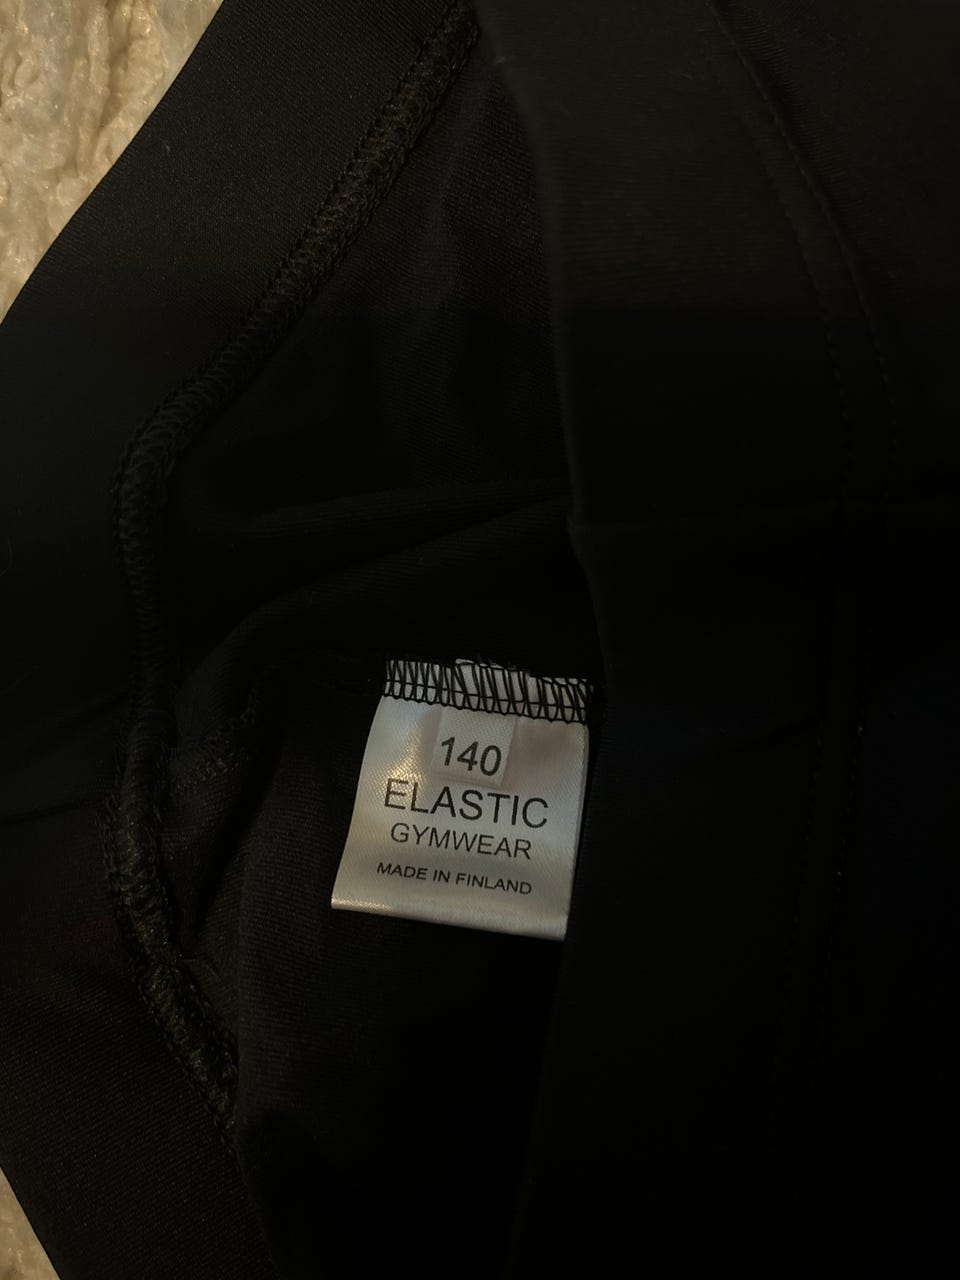 140
ELASTIC
GYMWEAR
MADE IN FINLAND